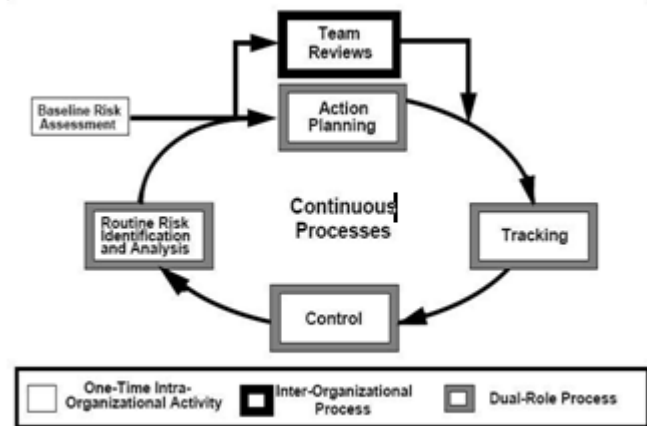 Team
Reviews
Baseline Risk
Assessment
Action
Planning
Continuous
Processes
Routine Risk
Identification
and Analysis
Tracking
Control
One-Time Intra-
Organizational Activity
Inter-Organizational
Process
Dual-Role Process